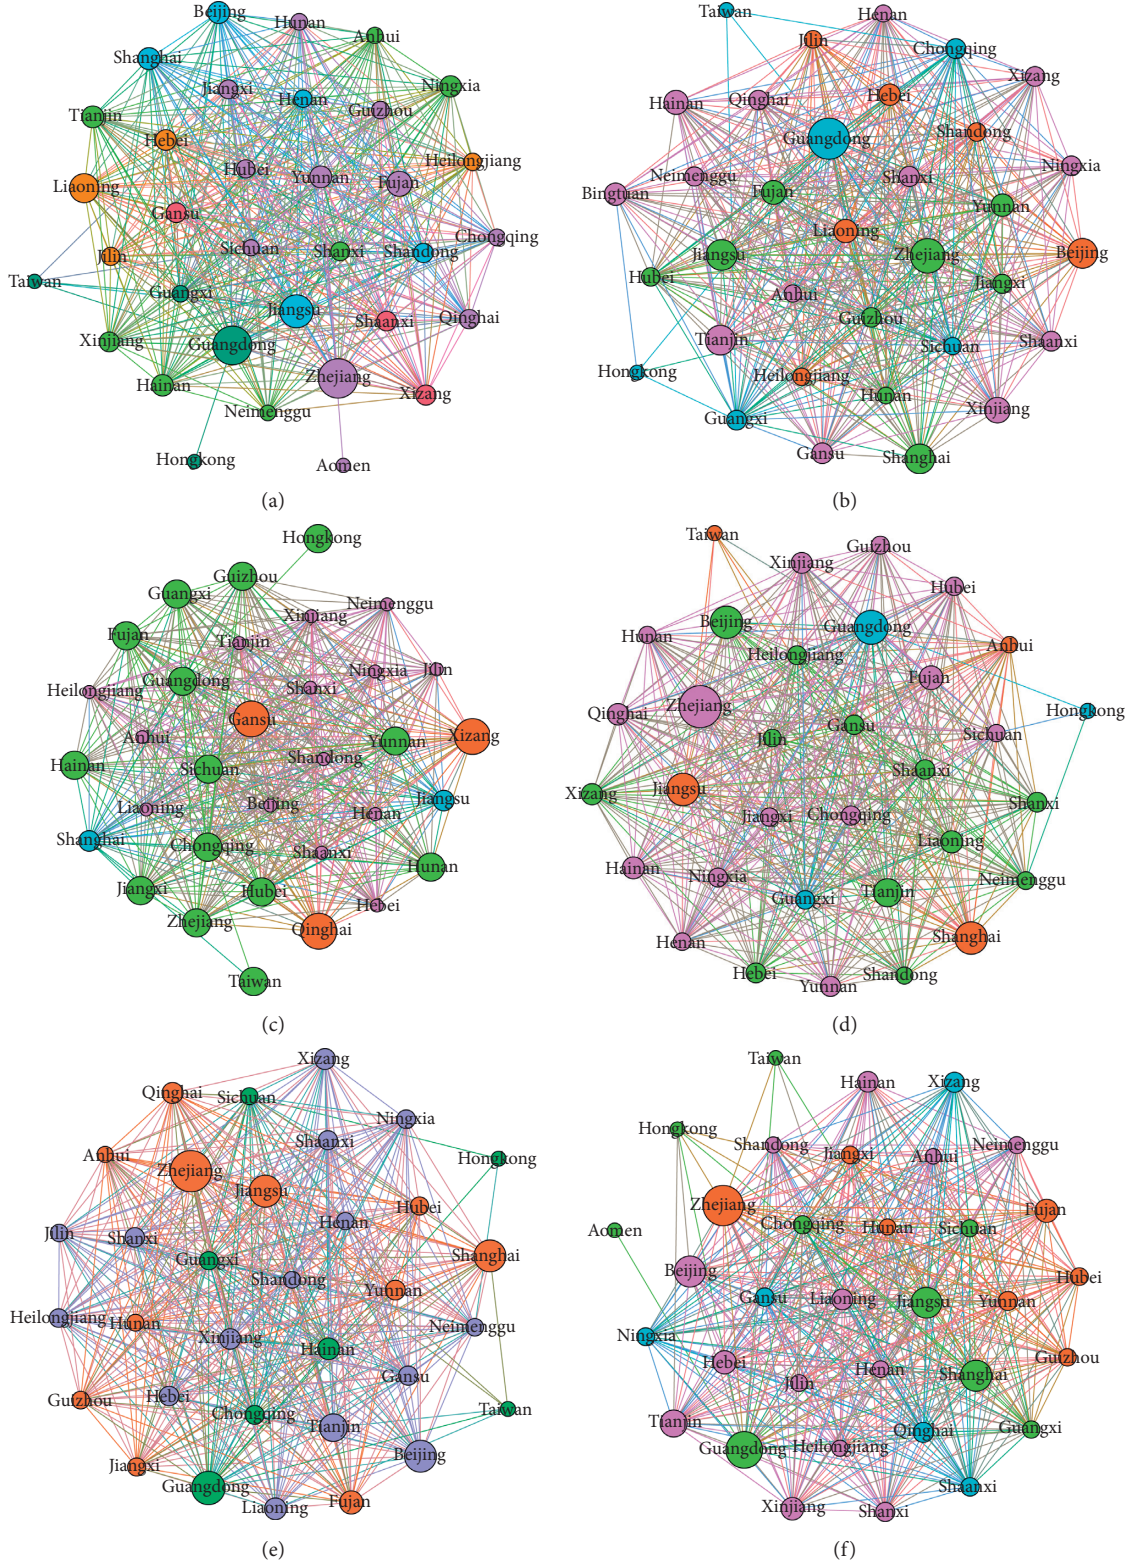 Beijing
Hunan
Anhui
Shanghai
Jiangxi
Henan
Guizhou
Ningxia
Tianjin
Hebei
Heilongjiang
Hubei
Yunnan
Fujan
Liaoning
Gansu
Chongqing
Sichuan
Shanxi
Shandong
Jilin
Taiwan
Guangxi
Jiangsu
Shaanxi
Qinghai
Xinjiang
Guangdong
Zhejiang
Hainan
Xizang
Neimenggu
Hongkong
Aomen
(a)
Taiwan
Henan
Jilin
Chongqing
Xizang
Hainan
Qinghai
Hebei
Guangdong
Shandong
Neimenggu
Shanxi
Ningxia
Bingtuan
Fujan
Yunnan
Liaoning
Jiangsu
Zhejiang
Beijing
Hubei
Anhui
Jiangxi
Guizhou
Tianjin
Sichuan
Shaanxi
Hongkong
Heilongjiang
Hunan
Xinjiang
Guangxi
Gansu
Shanghai
(b)
Hongkong
Guizhou
Guangxi
Xinjiang
Neimenggu
Fujan
Tianjin
Ningxia
Jilin
Guangdong
Shanxi
Heilongjiang
Gansu
Anhui
Yunnan
Xizang
Shandong
Hainan
Sichuan
Liaoning
Beijing
Henan
Jiangsu
Shanghai
Chongqing
Shaanxi
Hunan
Jiangxi
Hubei
Hebei
Zhejiang
Qinghai
Taiwan
(c)
Taiwan
Guizhou
Xinjiang
Hubei
Beijing
Guangdong
Hunan
Heilongjiang
Anhui
Fujan
Zhejiang
Qinghai
Hongkong
Gansu
Sichuan
Jilin
Shaanxi
Xizang
Jiangsu
Shanxi
Jiangxi
Chongqing
Liaoning
Hainan
Ningxia
Neimenggu
Guangxi
Tianjin
Henan
Shanghai
Hebei
Shandong
Yunnan
(d)
Xizang
Qinghai
Sichuan
Ningxia
Shaanxi
Anhui
Hongkong
Zhejiang
Jiangsu
Hubei
Henan
Jilin
Shanxi
Guangxi
Shanghai
Shandong
Yunnan
Heilongjiang
Hunan
Xinjiang
Neimenggu
Hainan
Gansu
Guizhou
Hebei
Chongqing
Taiwan
Tianjin
Beijing
Jiangxi
Guangdong
Liaoning
Fujan
(e)
Taiwan
Hainan
Xizang
Hongkong
Shandong
Jiangxi
Anhui
Neimenggu
Zhejiang
Fujan
Aomen
Chongqing
Hunan
Sichuan
Beijing
Hubei
Gansu
Liaoning
Jiangsu
Yunnan
Ningxia
Hebei
Henan
Shanghai
Guizhou
Jilin
Tianjin
Guangxi
Qinghai
Guangdong
Heilongjiang
Shaanxi
Xinjiang
Shanxi
(f)